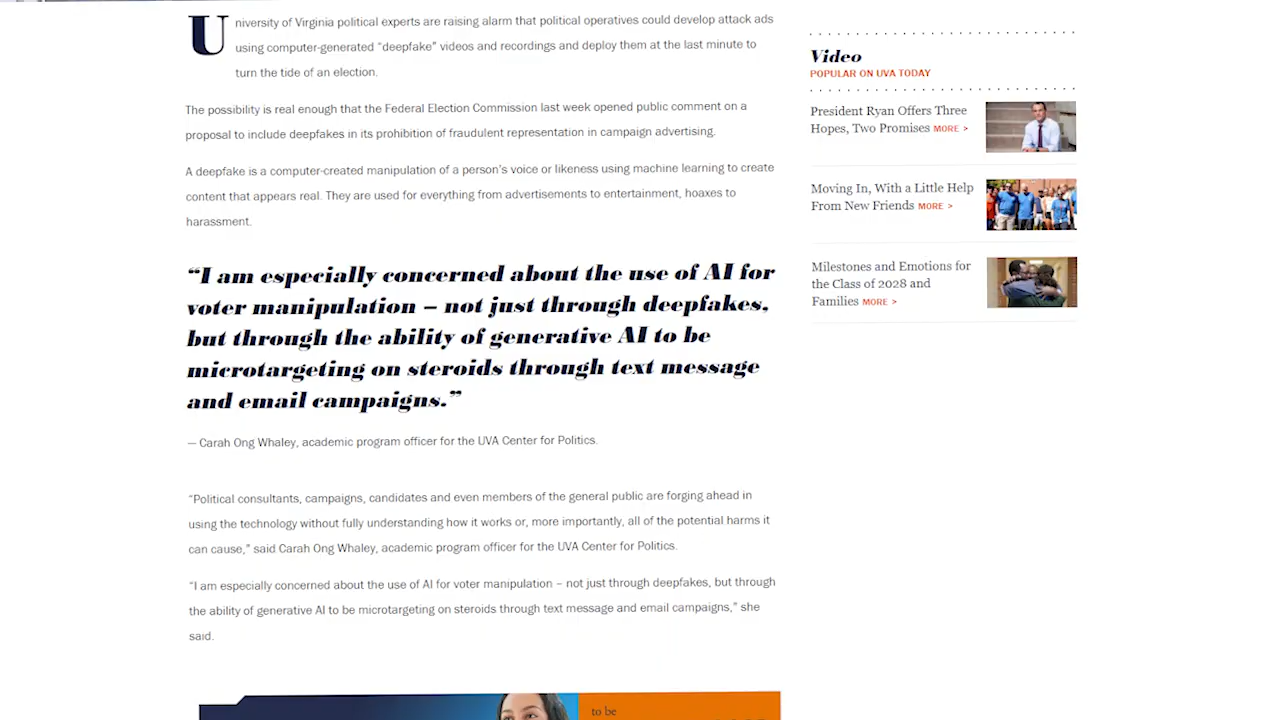 University of Virginia political experts are raising alarm that political operatives could develop attack ads
using computer-generated “deepfake” videos and recordings and deploy them at the last minute to
turn the tide of an election.
The possibility is real enough that the Federal Election Commission last week opened public comment on a
proposal to include deepfakes in its prohibition of fraudulent representation in campaign advertising.
A deepfake is a computer-created manipulation of a person's voice or likeness using machine learning to create
content that appears real. They are used for everything from advertisements to entertainment, hoaxes to
harassment.
“I am especially concerned about the use of AI for
voter manipulation – not just through deepfakes,
but through the ability of generative AI to be
microtargeting on steroids through text message
and email campaigns.”
— Carah Ong Whaley, academic program officer for the UVA Center for Politics.
“Political consultants, campaigns, candidates and even members of the general public are forging ahead in
using the technology without fully understanding how it works or, more importantly, all of the potential harms it
can cause,” said Carah Ong Whaley, academic program officer for the UVA Center for Politics.
“I am especially concerned about the use of AI for voter manipulation – not just through deepfakes, but through
the ability of generative AI to be microtargeting on steroids through text message and email campaigns,” she
said.
to be
Video
POPULAR ON UVA TODAY
President Ryan Offers Three
Hopes, Two Promises MORE >
Moving In, With a Little Help
From New Friends MORE >
Milestones and Emotions for
the Class of 2028 and
Families MORE >